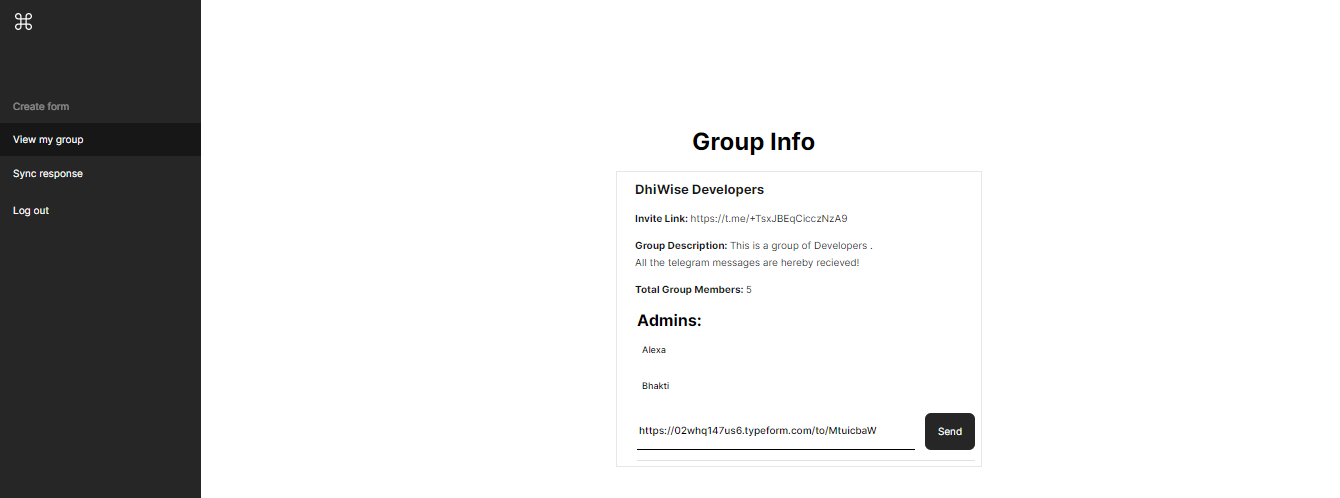 Create form
View my group
Sync response
Log out
Group Info
DhiWise Developers
Invite Link: https://t.me/+TsxJBEqCicczNzA9
Group Description: This is a group of Developers .
All the telegram messages are hereby recieved!
Total Group Members: 5
Admins:
Alexa
Bhakti
https://02whq147us6.typeform.com/to/MtuicbaW
Send